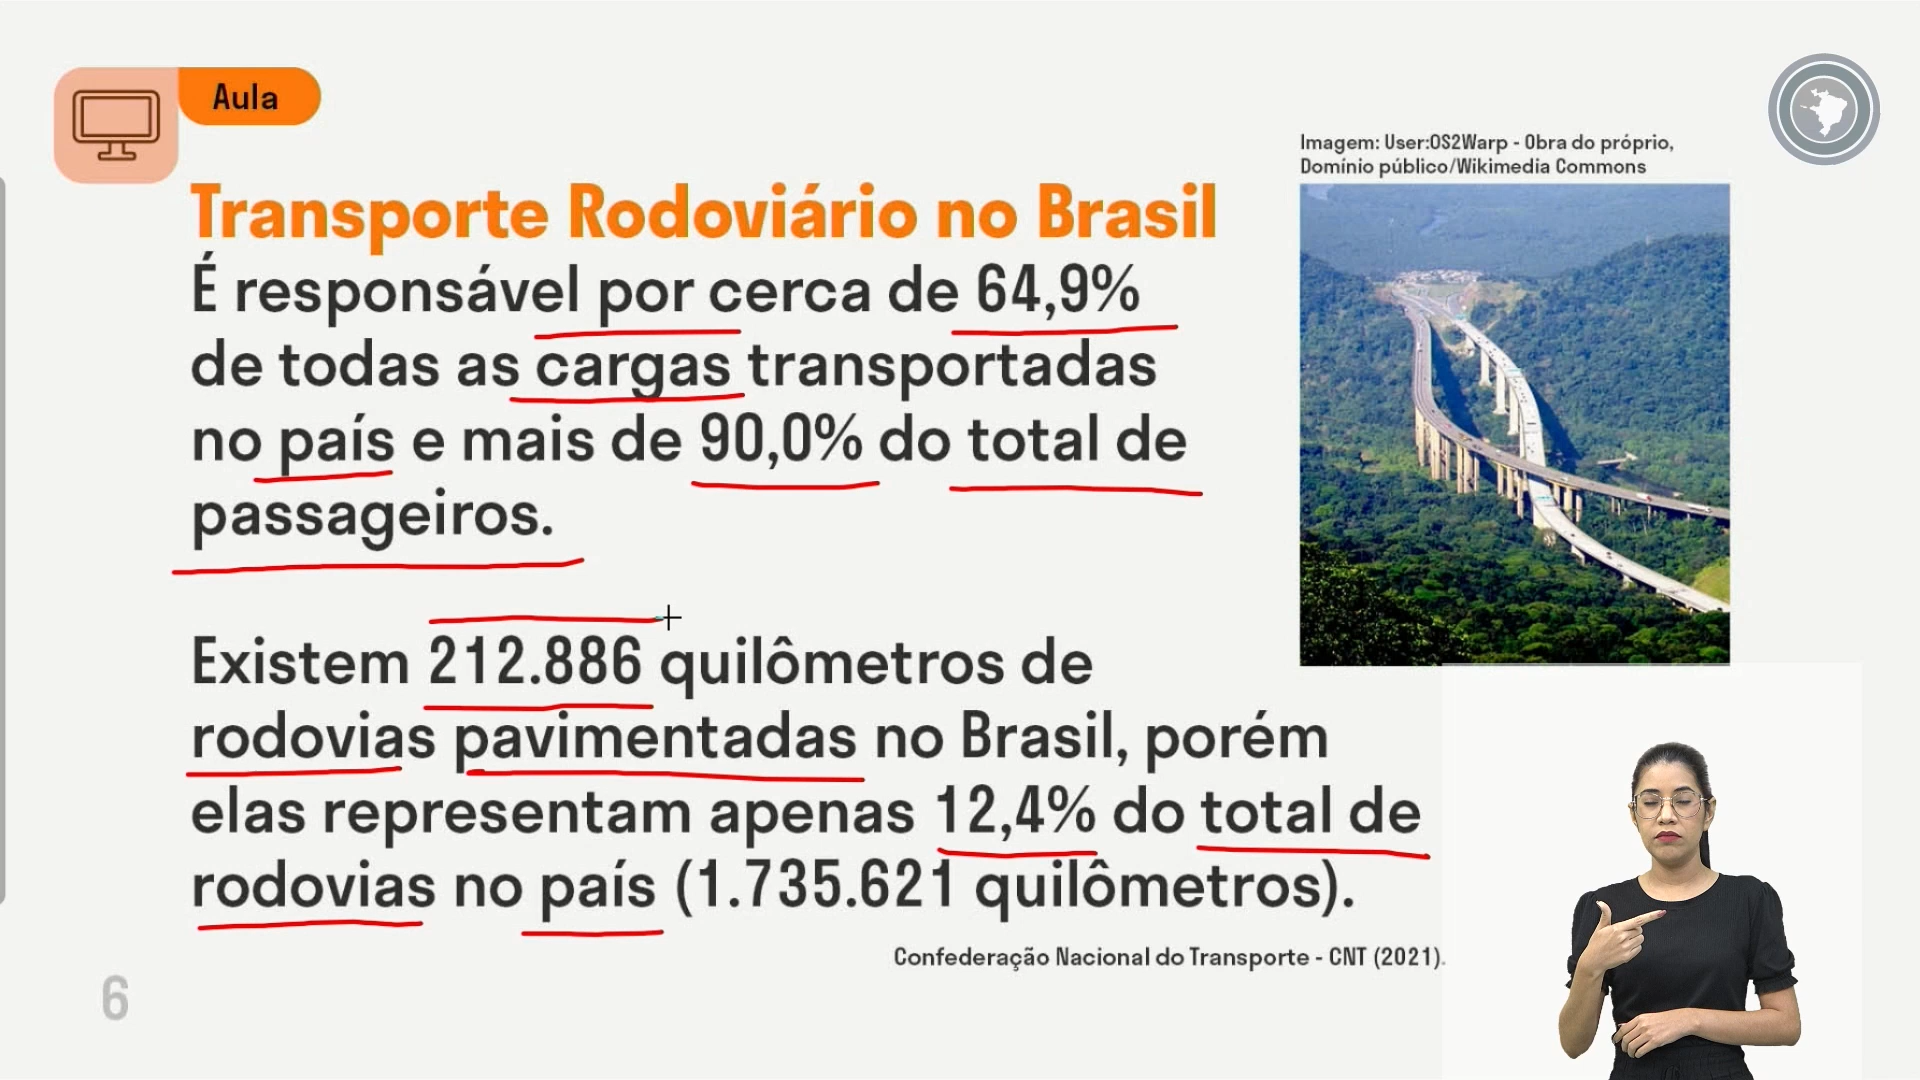 Aula
Imagem: User:OS2Warp - Obra do próprio,
Domínio público/Wikimedia Commons
Transporte Rodoviário no Brasil
É responsável por cerca de 64,9%
de todas as cargas transportadas
no país e mais de 90,0% do total de
passageiros.
Existem 212.886 quilômetros de
rodovias pavimentadas no Brasil, porém
elas representam apenas 12,4% do total de
rodovias no país (1.735.621 quilômetros).
Confederação Nacional do Transporte - CNT (2021).
6